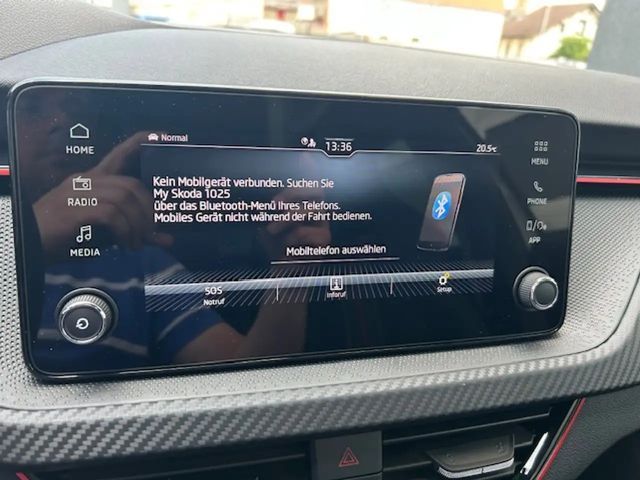 Normal
13:36
20.5°C
HOME
RADIO
MEDIA
Kein Mobilgerät verbunden. Suchen Sie
My Skoda 1025
über das Bluetooth-Menü Ihres Telefons.
Mobiles Gerät nicht während der Fahrt bedienen.
Mobiltelefon auswählen
SOS
Notruf
Inforuf
Setup
MENU
PHONE
APP